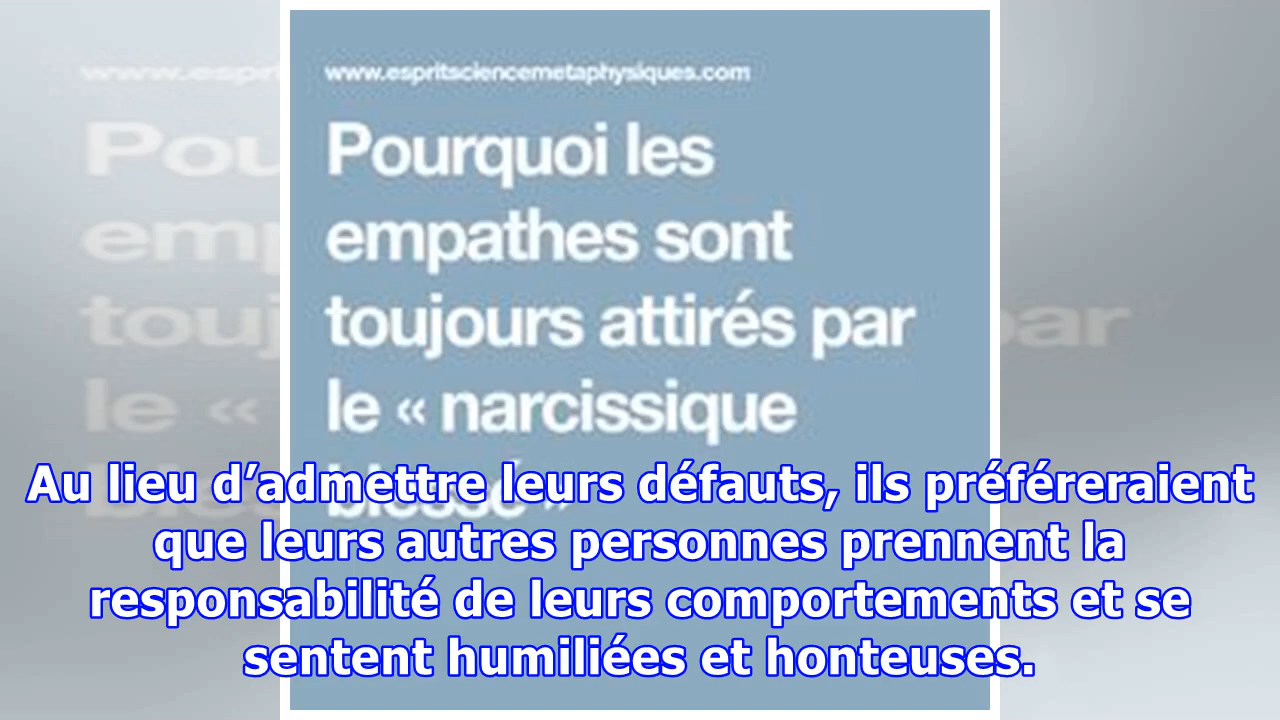 www.espritsciencemetaphysiques.com
Pourquoi les
empathes sont
toujours attirés par
le « narcissique
blessé »
Au lieu d’admettre leurs défauts, ils préféreraient
que leurs autres personnes prennent la
responsabilité de leurs comportements et se
sentent humiliées et honteuses.